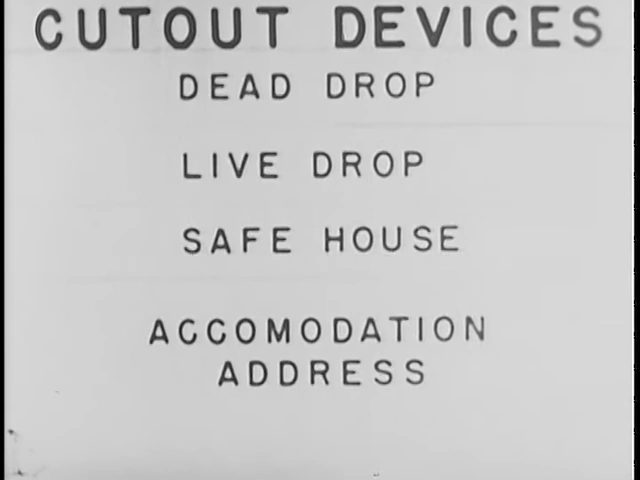 CUTOUT DEVICES
DEAD DROP
LIVE DROP
SAFE HOUSE
ACCOMODATION
ADDRESS